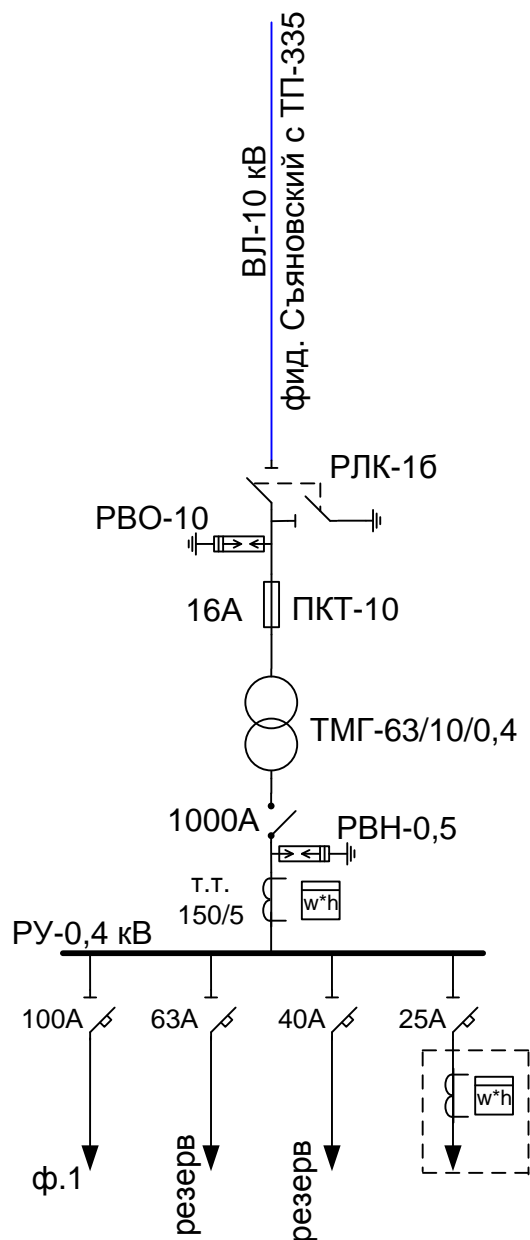 ВЛ-10 кВ
фид. Съяновский с ТП-335
РЛК-1б
РВО-10
16А
ПКТ-10
ТМГ-63/10/0,4
1000А
РВН-0,5
т.т.
150/5
w*h
РУ-0,4 кВ
100А
63А
40А
25А
w*h
ф.1
резерв
резерв